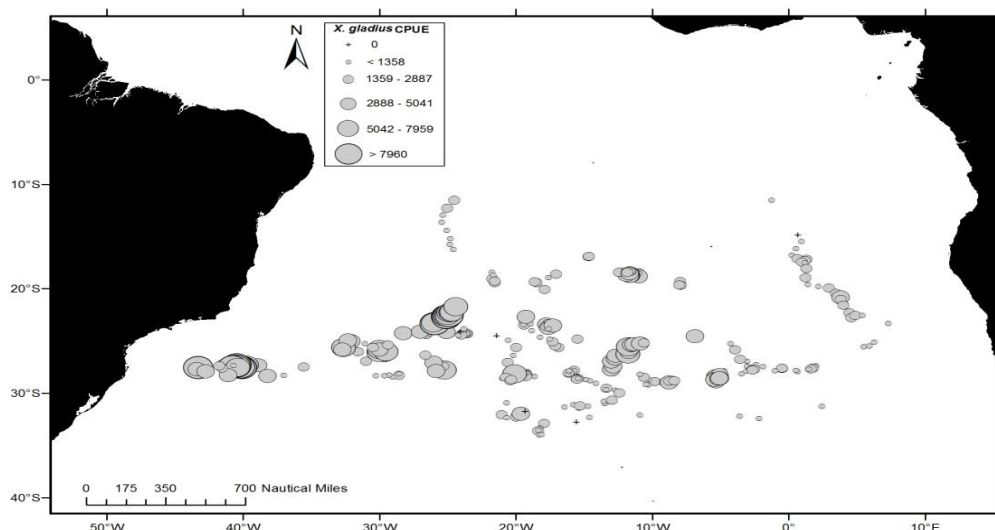 N
X. gladius CPUE
0
< 1358
1359 - 2887
2888 - 5041
5042 - 7959
> 7960
0°
10°S
20°S
30°S
40°S
0 175 350 700 Nautical Miles
50°W 40°W 30°W 20°W 10°W 0° 10°E